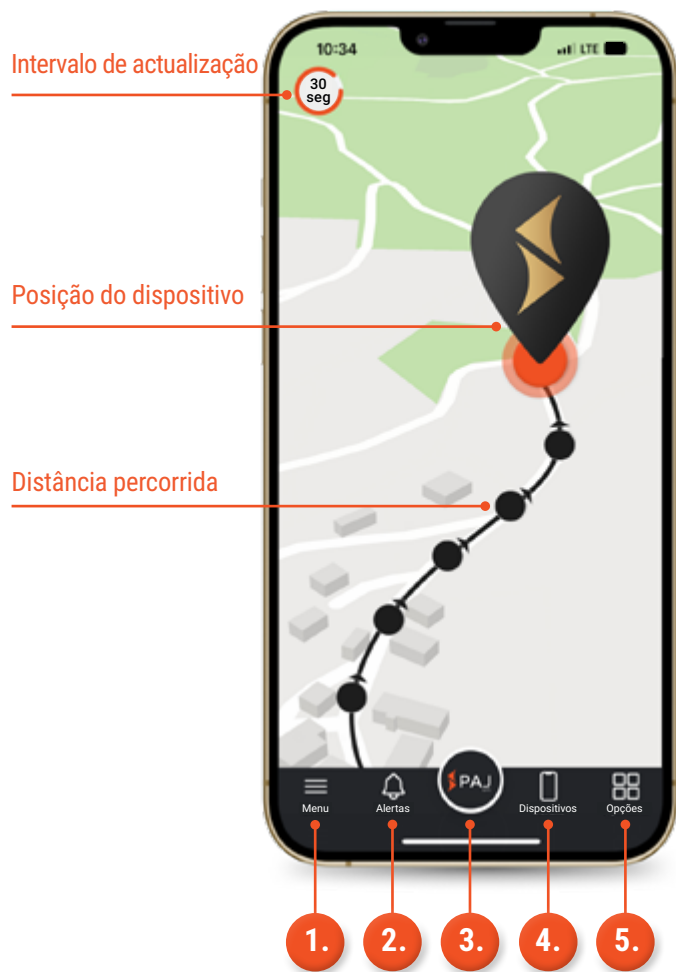 10:34
LTE
Intervalo de actualização
30
seg
Posição do dispositivo
Distância percorrida
PAJ
Menu
Alertas
Dispositivos
Opções
1.
2.
3.
4.
5.